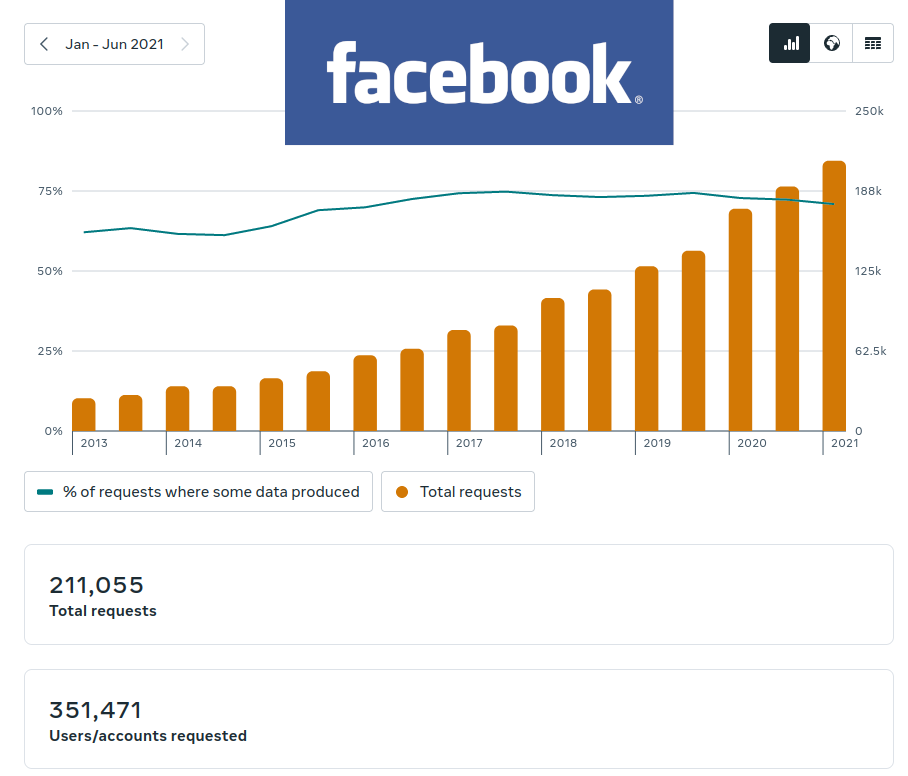 Jan - Jun 2021
facebook®
100%
250k
75%
188k
50%
125k
25%
62.5k
0%
0
2013 2014 2015 2016 2017 2018 2019 2020 2021
% of requests where some data produced
Total requests
211,055
Total requests
351,471
Users/accounts requested